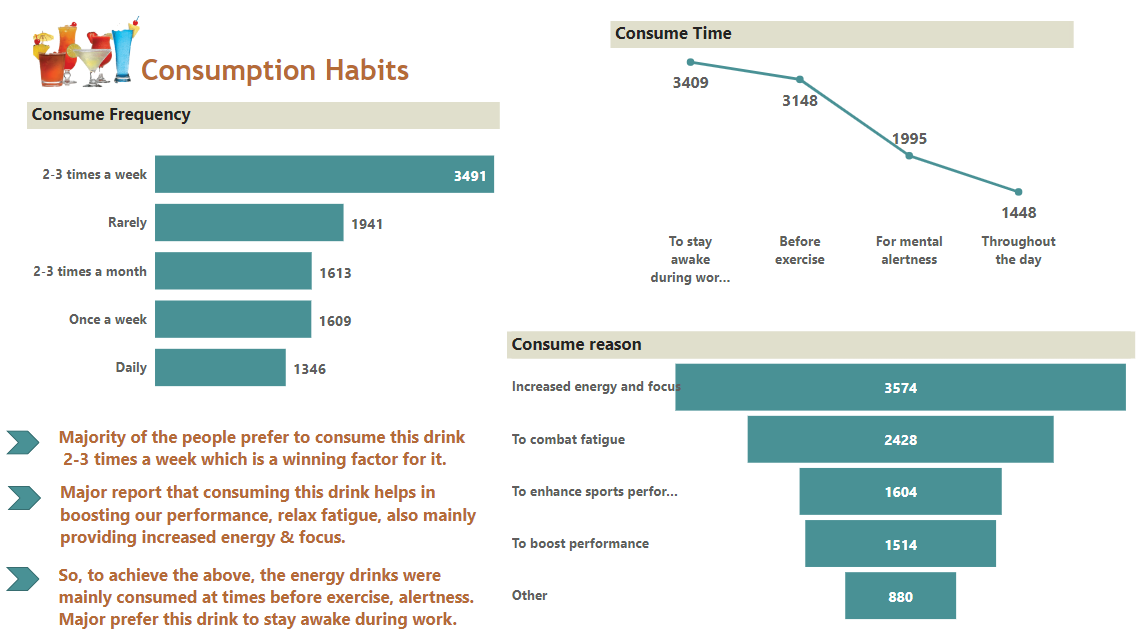 Consumption Habits
Consume Frequency
2-3 times a week
3491
Rarely
1941
2-3 times a month
1613
Once a week
1609
Daily
1346
Majority of the people prefer to consume this drink
2-3 times a week which is a winning factor for it.
Major report that consuming this drink helps in
boosting our performance, relax fatigue, also mainly
providing increased energy & focus.
So, to achieve the above, the energy drinks were
mainly consumed at times before exercise, alertness.
Major prefer this drink to stay awake during work.
Consume Time
3409
3148
1995
1448
To stay
awake
during wor...
Before
exercise
For mental
alertness
Throughout
the day
Consume reason
Increased energy and focus
3574
To combat fatigue
2428
To enhance sports perfor...
1604
To boost performance
1514
Other
880